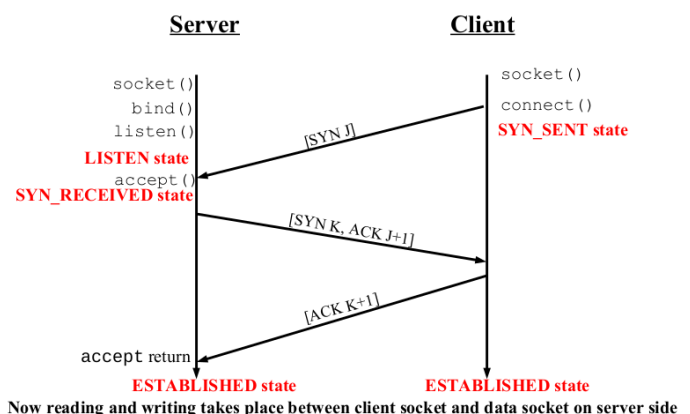 Server
Client
socket()
socket()
bind()
connect()
listen()
SYN_SENT state
[SYN J]
LISTEN state
accept()
SYN_RECEIVED state
[SYN K, ACK J+1]
[ACK K+1]
accept return
ESTABLISHED state
ESTABLISHED state
Now reading and writing takes place between client socket and data socket on server side